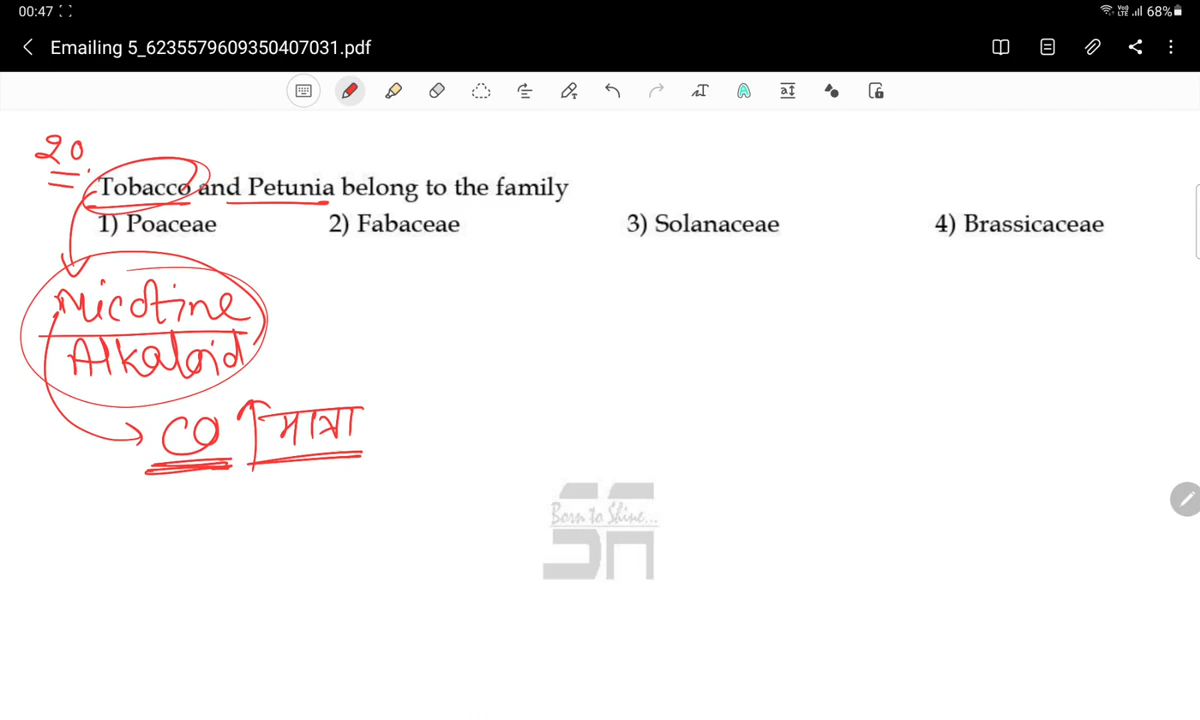 00:47
68%
Emailing 5_6235579609350407031.pdf
20.
Tobacco and Petunia belong to the family
1) Poaceae 2) Fabaceae 3) Solanaceae 4) Brassicaceae
Nicotine
Alkaloid
CO ↑ মাত্রা
Born to Shine...
SR